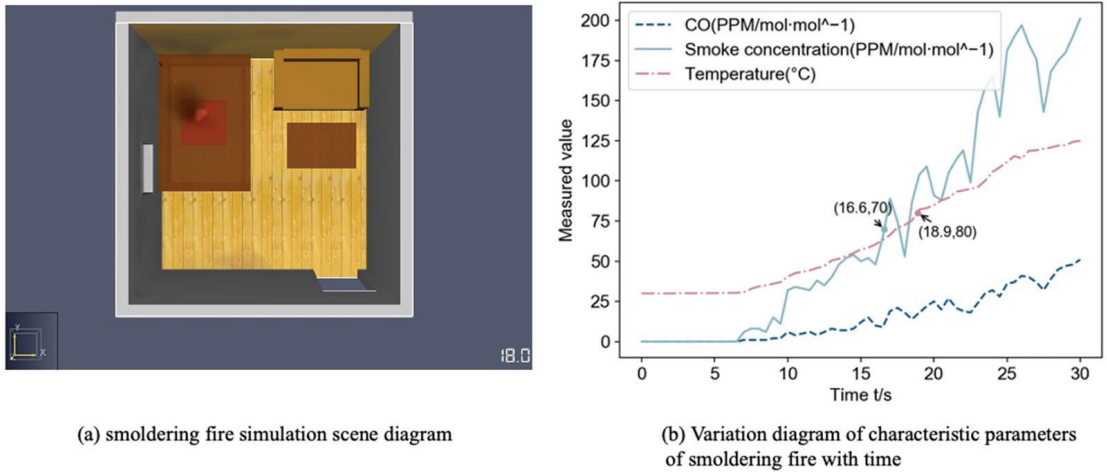 Y
X
18.0
(a) smoldering fire simulation scene diagram
CO(PPM/mol·mol^−1)
Smoke concentration(PPM/mol·mol^−1)
Temperature(°C)
200
175
150
125
100
75
50
25
0
Measured value
(16.6,70)
(18.9,80)
0 5 10 15 20 25 30
Time t/s
(b) Variation diagram of characteristic parameters
of smoldering fire with time